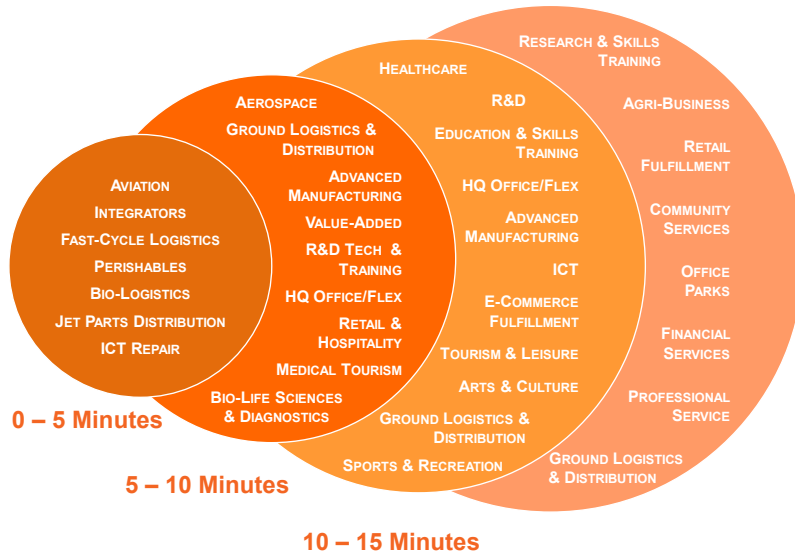 Aviation
Integrators
Fast-Cycle Logistics
Perishables
Bio-Logistics
Jet Parts Distribution
ICT Repair
0 – 5 Minutes
Aerospace
Ground Logistics &
Distribution
Advanced
Manufacturing
Value-Added
R&D Tech &
Training
HQ Office/Flex
Retail &
Hospitality
Medical Tourism
Bio-Life Sciences
& Diagnostics
5 – 10 Minutes
Healthcare
R&D
Education & Skills
Training
HQ Office/Flex
Advanced
Manufacturing
ICT
E-Commerce
Fulfillment
Tourism & Leisure
Arts & Culture
Ground Logistics &
Distribution
Sports & Recreation
10 – 15 Minutes
Research & Skills
Training
Agri-Business
Retail
Fulfillment
Community
Services
Office
Parks
Financial
Services
Professional
Service
Ground Logistics
& Distribution